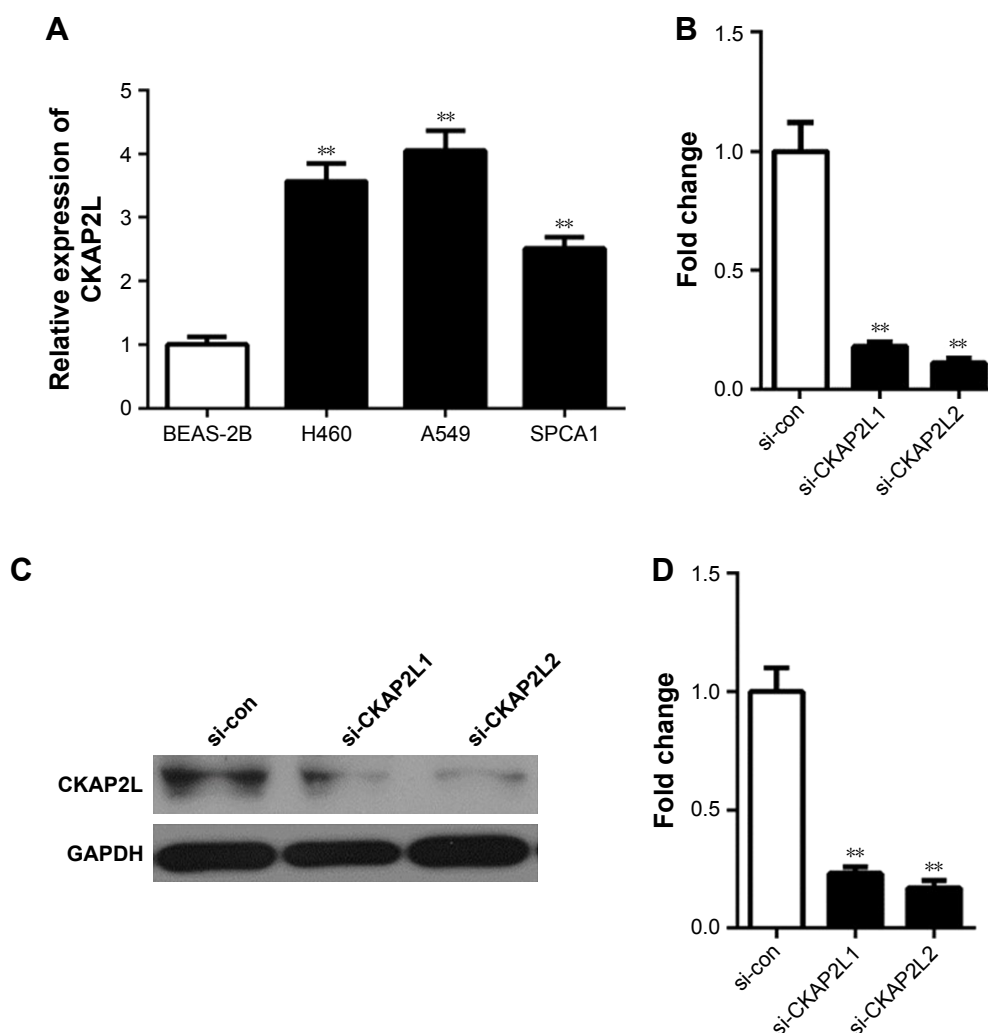 A
Relative expression of
CKAP2L
5
4
3
2
1
0
**
**
**
BEAS-2B
H460
A549
SPCA1
B
Fold change
1.5
1.0
0.5
0.0
**
**
si-con
si-CKAP2L1
si-CKAP2L2
C
si-con
si-CKAP2L1
si-CKAP2L2
CKAP2L
GAPDH
D
Fold change
1.5
1.0
0.5
0.0
**
**
si-con
si-CKAP2L1
si-CKAP2L2